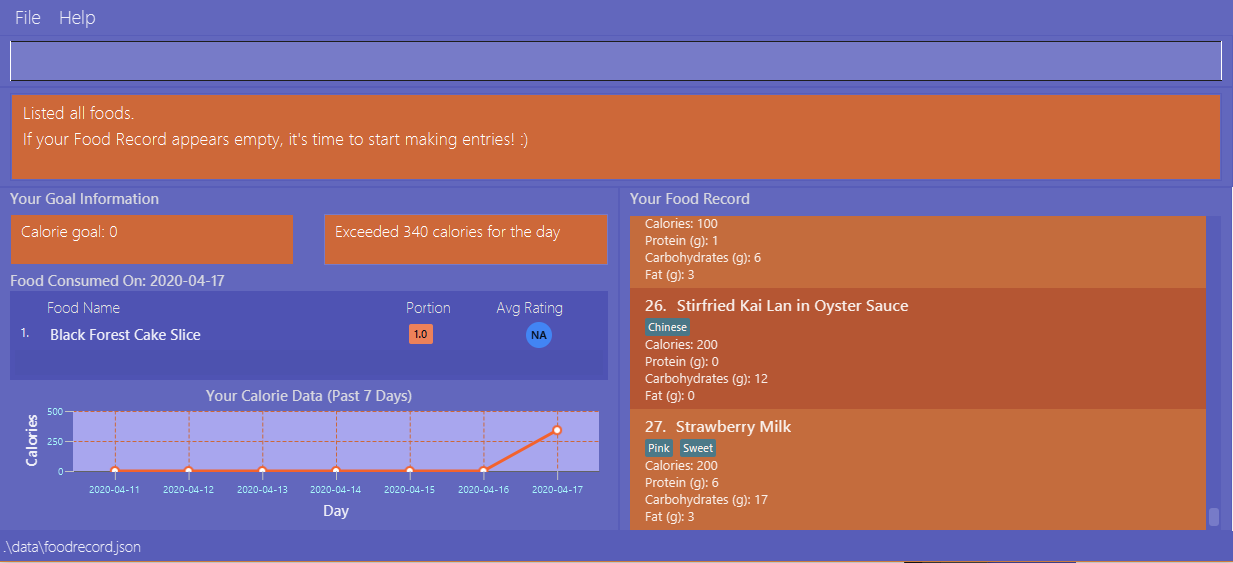 File Help
Listed all foods.
If your Food Record appears empty, it's time to start making entries! :)
Your Goal Information
Calorie goal: 0
Exceeded 340 calories for the day
Food Consumed On: 2020-04-17
Food Name Portion Avg Rating
1. Black Forest Cake Slice 1.0 NA
Your Calorie Data (Past 7 Days)
Calories
500
250
0
2020-04-11 2020-04-12 2020-04-13 2020-04-14 2020-04-15 2020-04-16 2020-04-17
Day
Your Food Record
Calories: 100
Protein (g): 1
Carbohydrates (g): 6
Fat (g): 3
26. Stirfried Kai Lan in Oyster Sauce
Chinese
Calories: 200
Protein (g): 0
Carbohydrates (g): 12
Fat (g): 0
27. Strawberry Milk
Pink Sweet
Calories: 200
Protein (g): 6
Carbohydrates (g): 17
Fat (g): 3
.\data\foodrecord.json